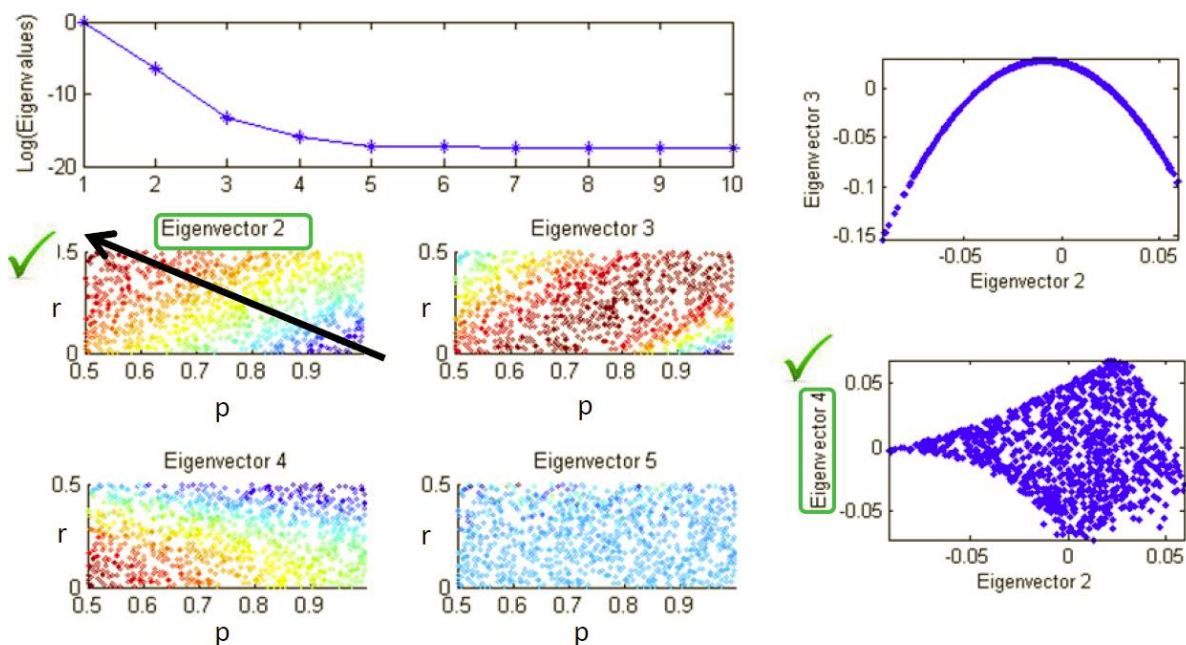 Log(Eigenvalues)
0
-10
-20
1 2 3 4 5 6 7 8 9 10
Eigenvector 2
.5
r
0
0.5 0.6 0.7 0.8 0.9
p
Eigenvector 3
0.5
r
0
0.5 0.6 0.7 0.8 0.9
p
Eigenvector 4
0.5
r
0
0.5 0.6 0.7 0.8 0.9
p
Eigenvector 5
0.5
r
0
0.5 0.6 0.7 0.8 0.9
p
Eigenvector 3
0
-0.05
-0.1
-0.15
-0.05 0 0.05
Eigenvector 2
Eigenvector 4
0.05
0
-0.05
-0.05 0 0.05
Eigenvector 2